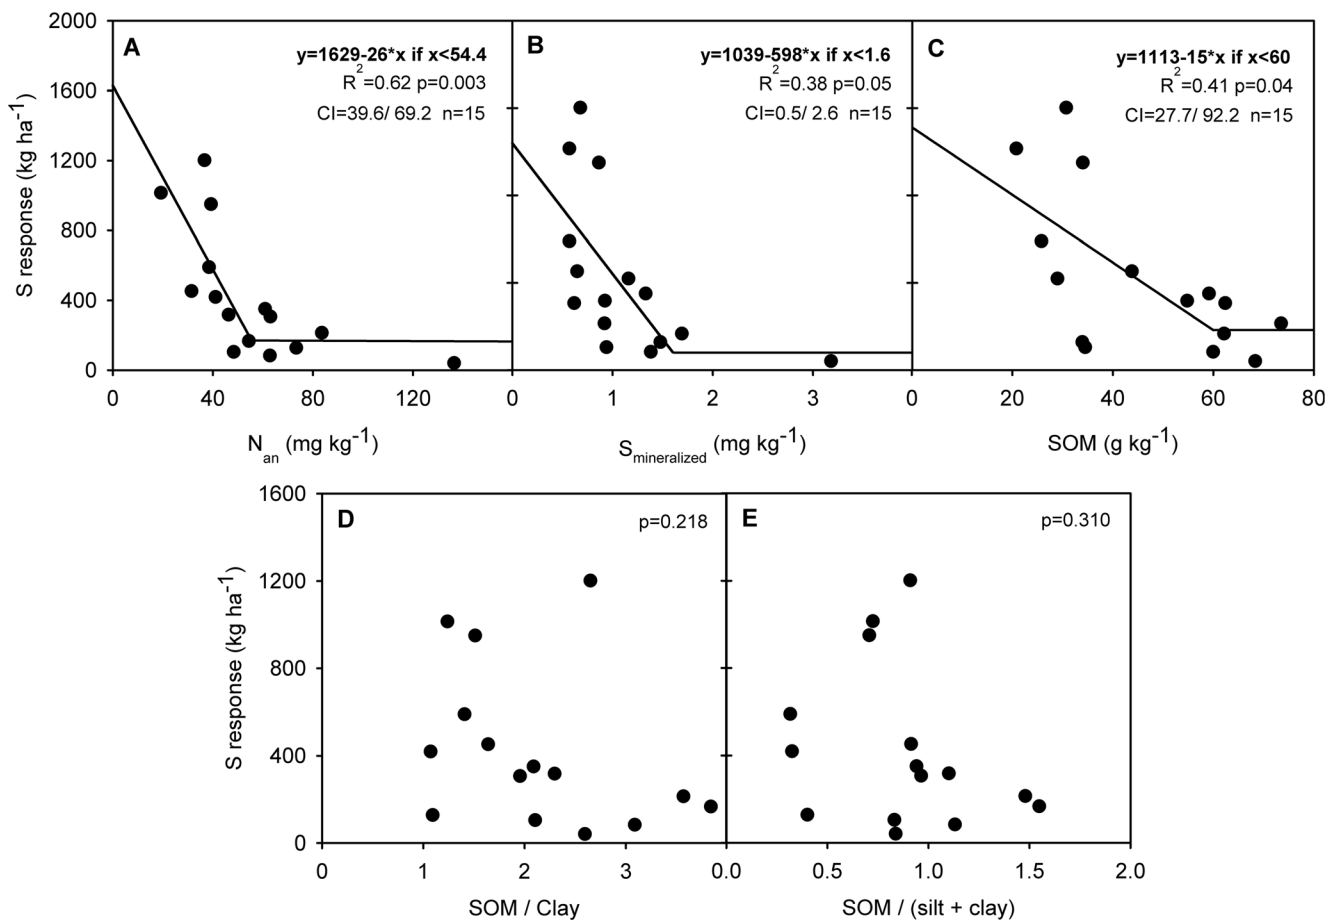 2000
1600
1200
800
400
0
S response (kg ha⁻¹)
A
y=1629-26*x if x<54.4
R²=0.62 p=0.003
CI=39.6/ 69.2 n=15
0 40 80 120
N_an (mg kg⁻¹)
B
y=1039-598*x if x<1.6
R²=0.38 p=0.05
CI=0.5/ 2.6 n=15
0 1 2 3
S_mineralized (mg kg⁻¹)
C
y=1113-15*x if x<60
R²=0.41 p=0.04
CI=27.7/ 92.2 n=15
0 20 40 60 80
SOM (g kg⁻¹)
1600
1200
800
400
0
S response (kg ha⁻¹)
D
p=0.218
0 1 2 3
SOM / Clay
E
p=0.310
0.0 0.5 1.0 1.5 2.0
SOM / (silt + clay)